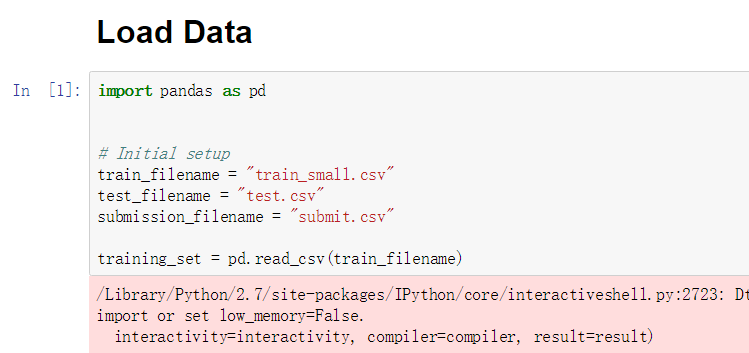 Load Data
In [1]:
import pandas as pd
# Initial setup
train_filename = "train_small.csv"
test_filename = "test.csv"
submission_filename = "submit.csv"
training_set = pd.read_csv(train_filename)
/Library/Python/2.7/site-packages/IPython/core/interactiveshell.py:2723:
import or set low_memory=False.
interactivity=interactivity, compiler=compiler, result=result)